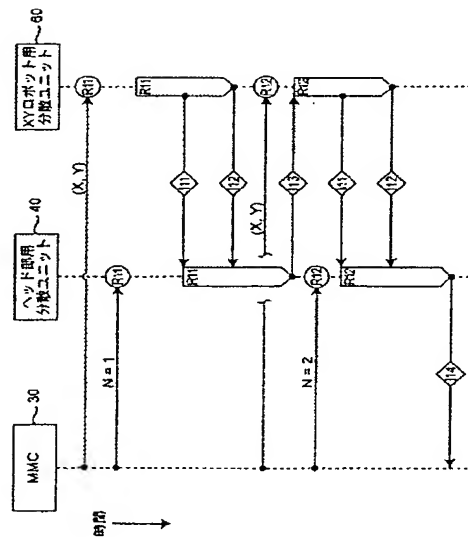 MMC
30
ヘッド部用
分散ユニット
40
XYロボット用
分散ユニット
60
時間
(X, Y)
R11
N=1
R11
R11
I11
R11
I12
(X, Y)
R12
I13
N=2
R12
R12
I11
R12
I12
I14